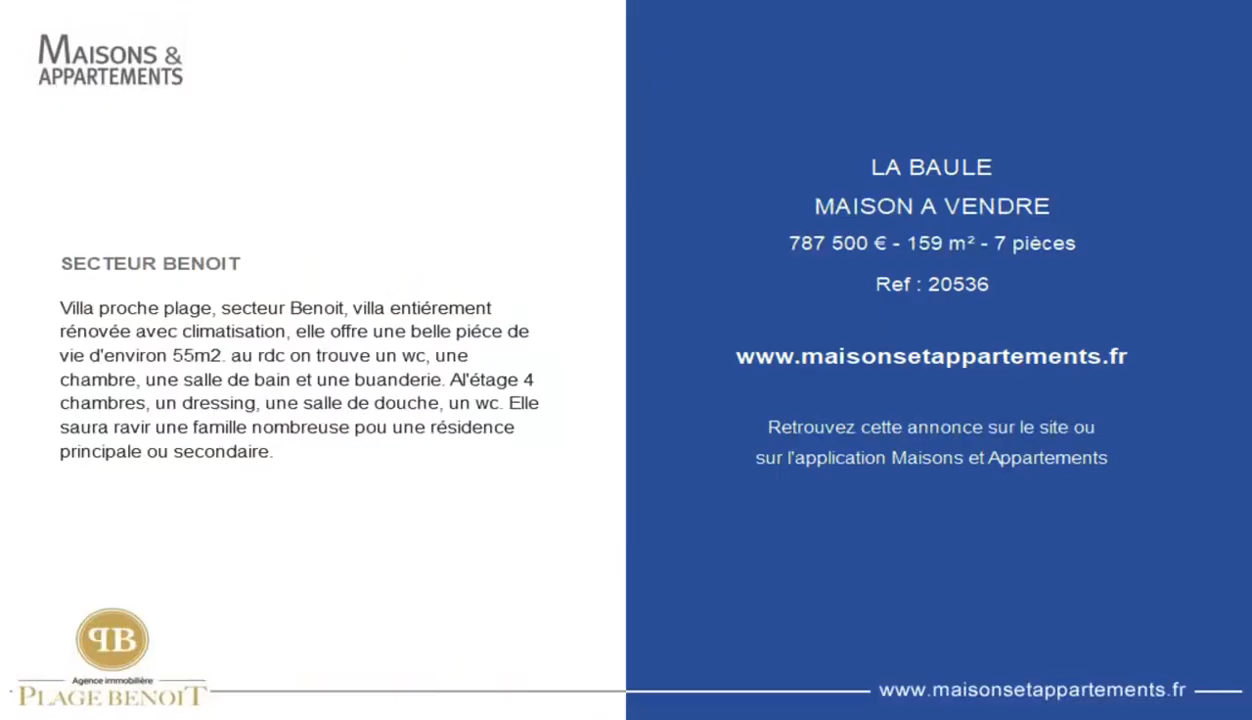 MAISONS &
APPARTEMENTS
SECTEUR BENOIT
Villa proche plage, secteur Benoit, villa entiérement
rénovée avec climatisation, elle offre une belle piéce de
vie d'environ 55m2. au rdc on trouve un wc, une
chambre, une salle de bain et une buanderie. Al'étage 4
chambres, un dressing, une salle de douche, un wc. Elle
saura ravir une famille nombreuse pou une résidence
principale ou secondaire.
PB
Agence immobilière
PLAGE BENOIT
LA BAULE
MAISON A VENDRE
787 500 € - 159 m² - 7 pièces
Ref : 20536
www.maisonsetappartements.fr
Retrouvez cette annonce sur le site ou
sur l'application Maisons et Appartements
www.maisonsetappartements.fr